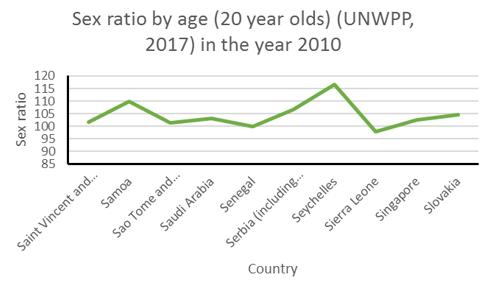 Sex ratio by age (20 year olds) (UNWPP,
2017) in the year 2010
Sex ratio
120
115
110
105
100
95
90
85
Saint Vincent and…
Samoa
Sao Tome and…
Saudi Arabia
Senegal
Serbia (including…
Seychelles
Sierra Leone
Singapore
Slovakia
Country